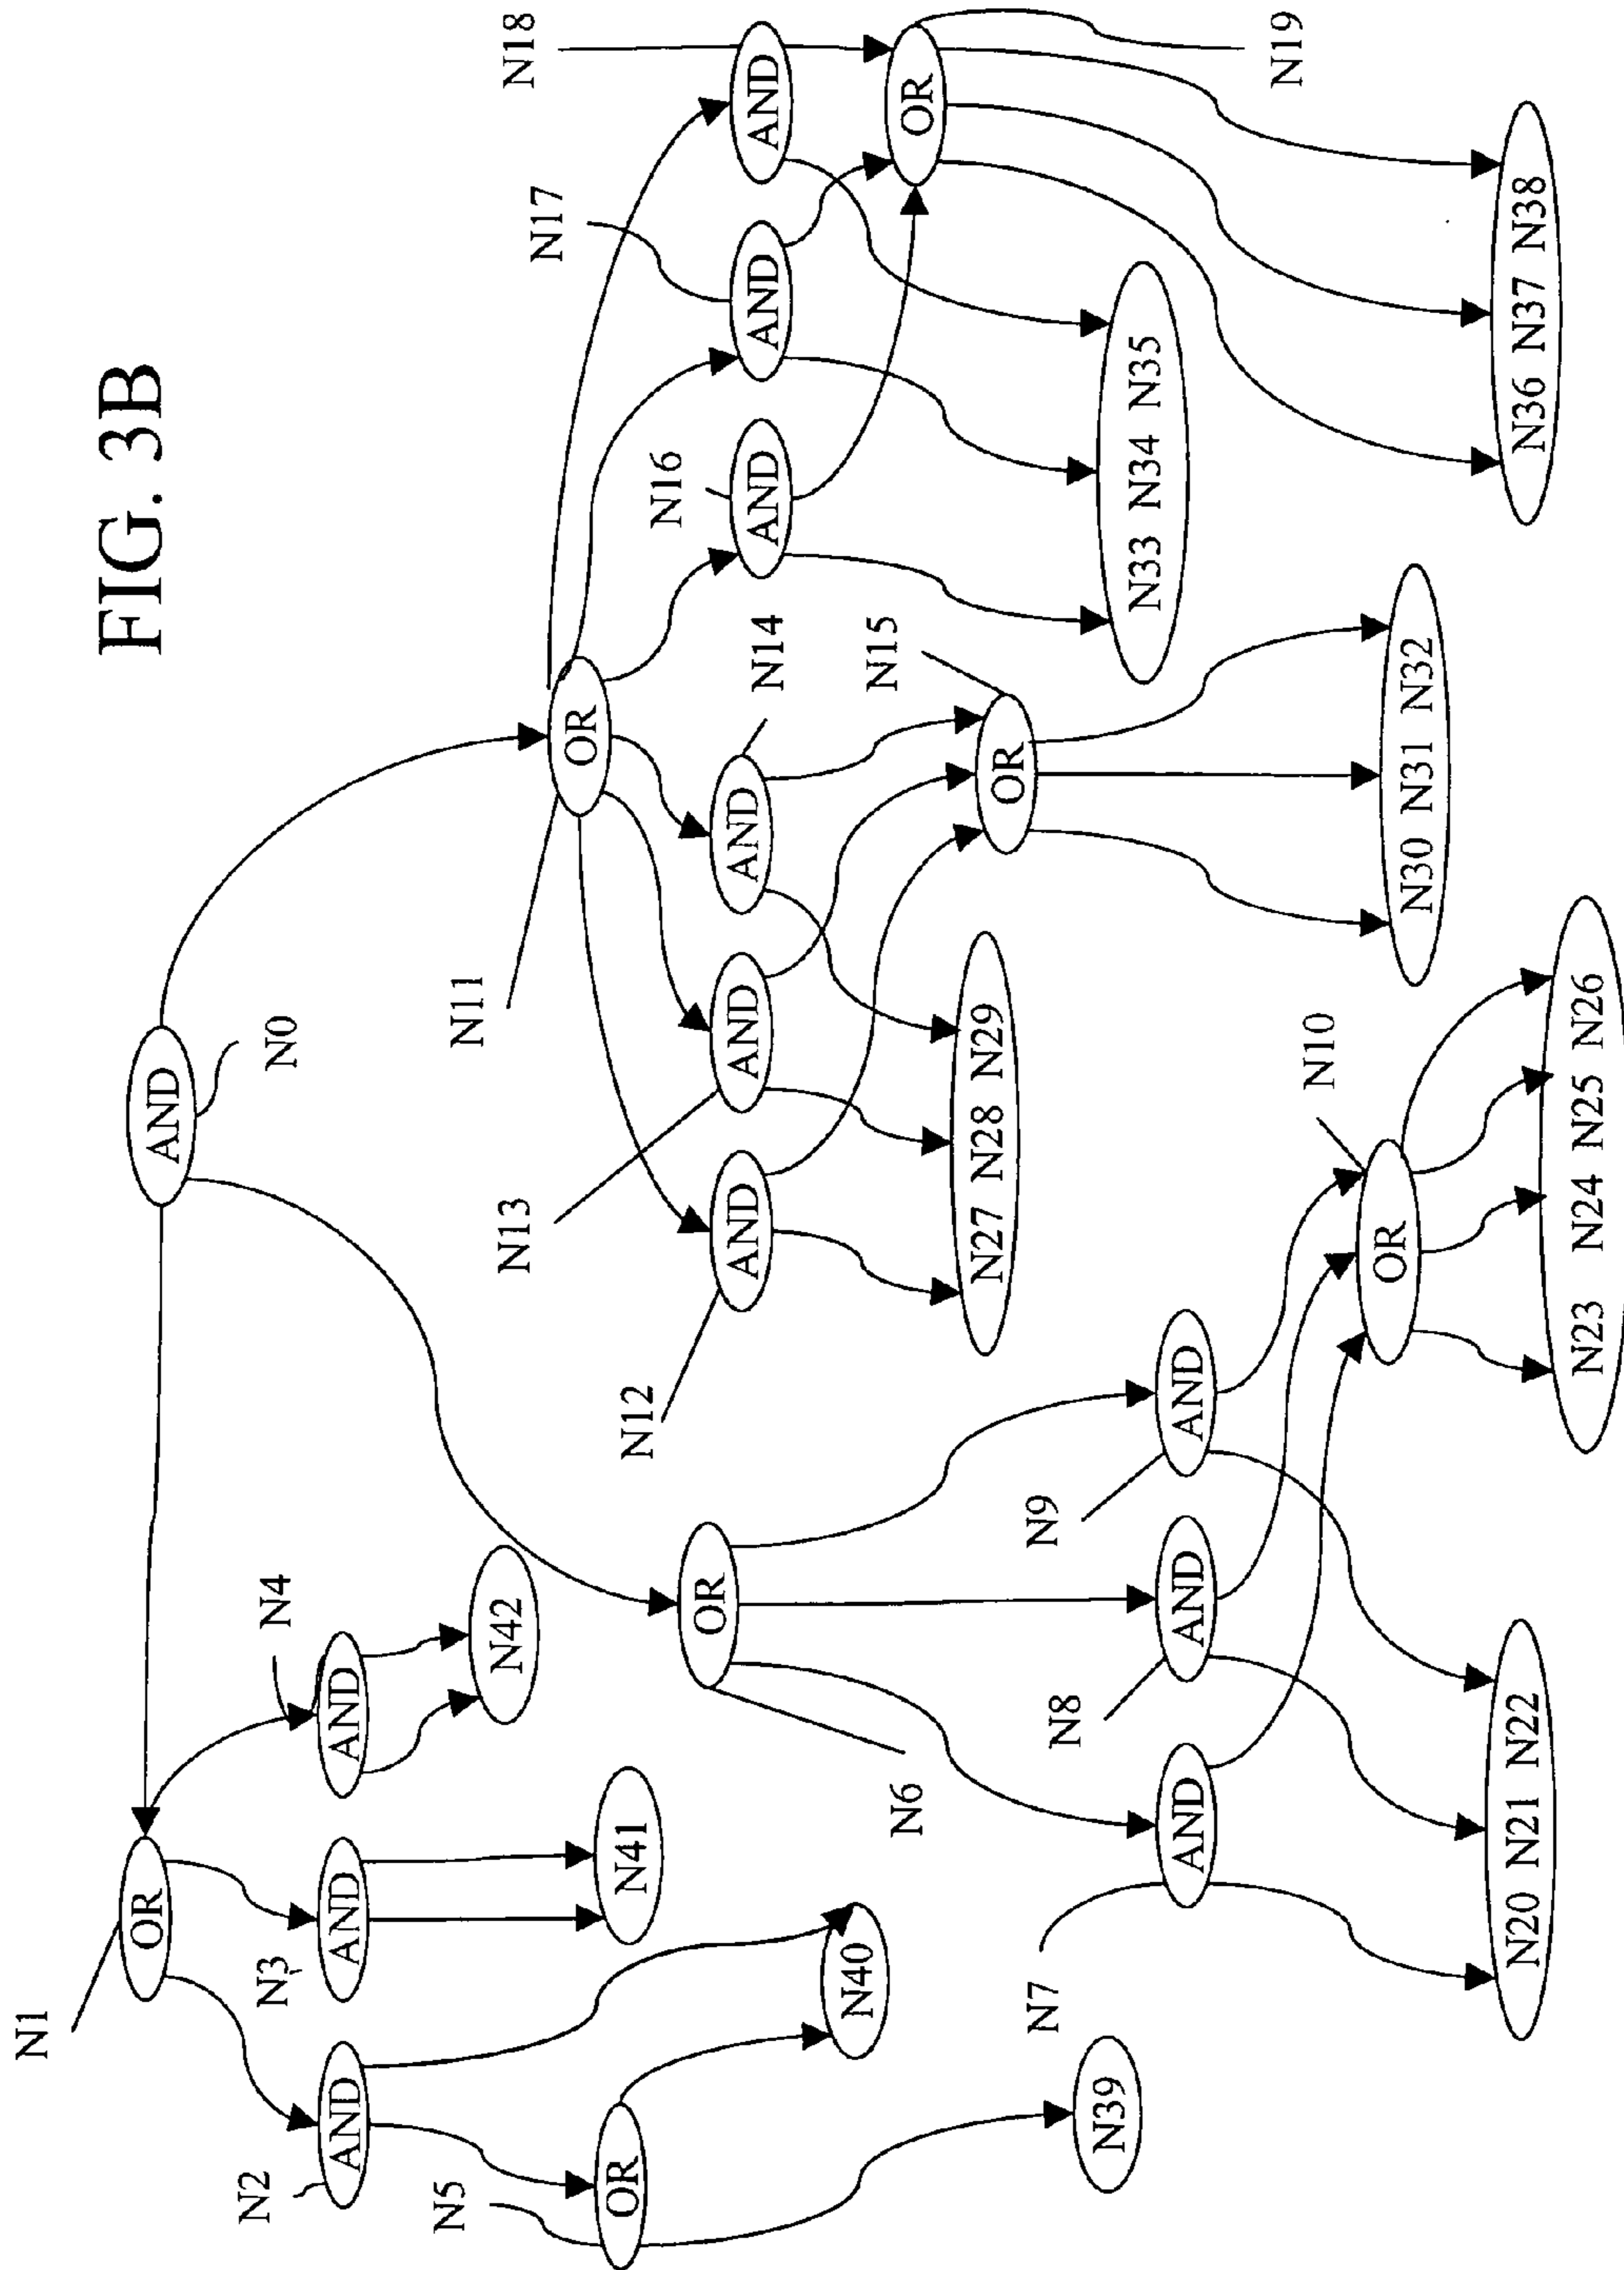 FIG. 3B
AND
N0
N1
OR
N4
N3
N2
AND
AND
AND
N42
N41
N5
OR
N40
N39
N11
OR
N18
N17
N16
AND
AND
AND
N14
N13
N12
AND
AND
AND
N15
OR
OR
N19
N27 N28 N29
N33 N34 N35
N30 N31 N32
N36 N37 N38
OR
N6
N9
N8
N7
AND
AND
AND
N10
OR
N20 N21 N22
N23 N24 N25 N26